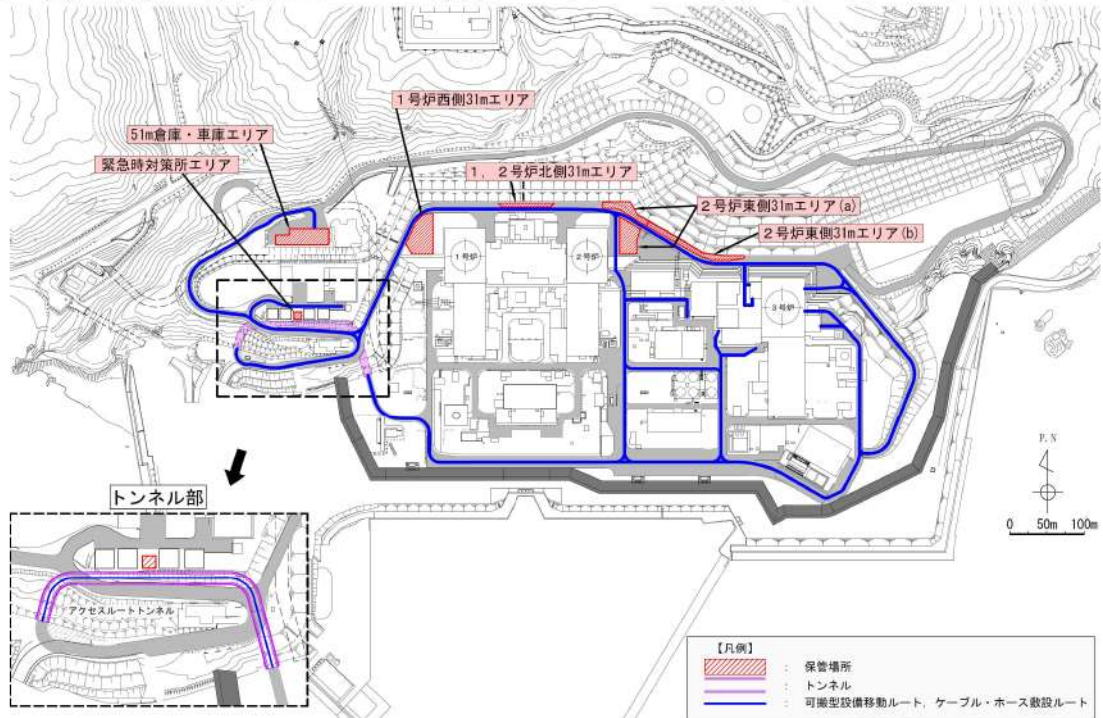 1号炉西側31mエリア
51m倉庫・車庫エリア
緊急時対策所エリア
1,2号炉北側31mエリア
2号炉東側31mエリア(a)
2号炉東側31mエリア(b)
1号炉
2号炉
3号炉
P.N
0 50m 100m
トンネル部
アクセスルートトンネル
【凡例】
: 保管場所
: トンネル
: 可搬型設備移動ルート,ケーブル・ホース敷設ルート